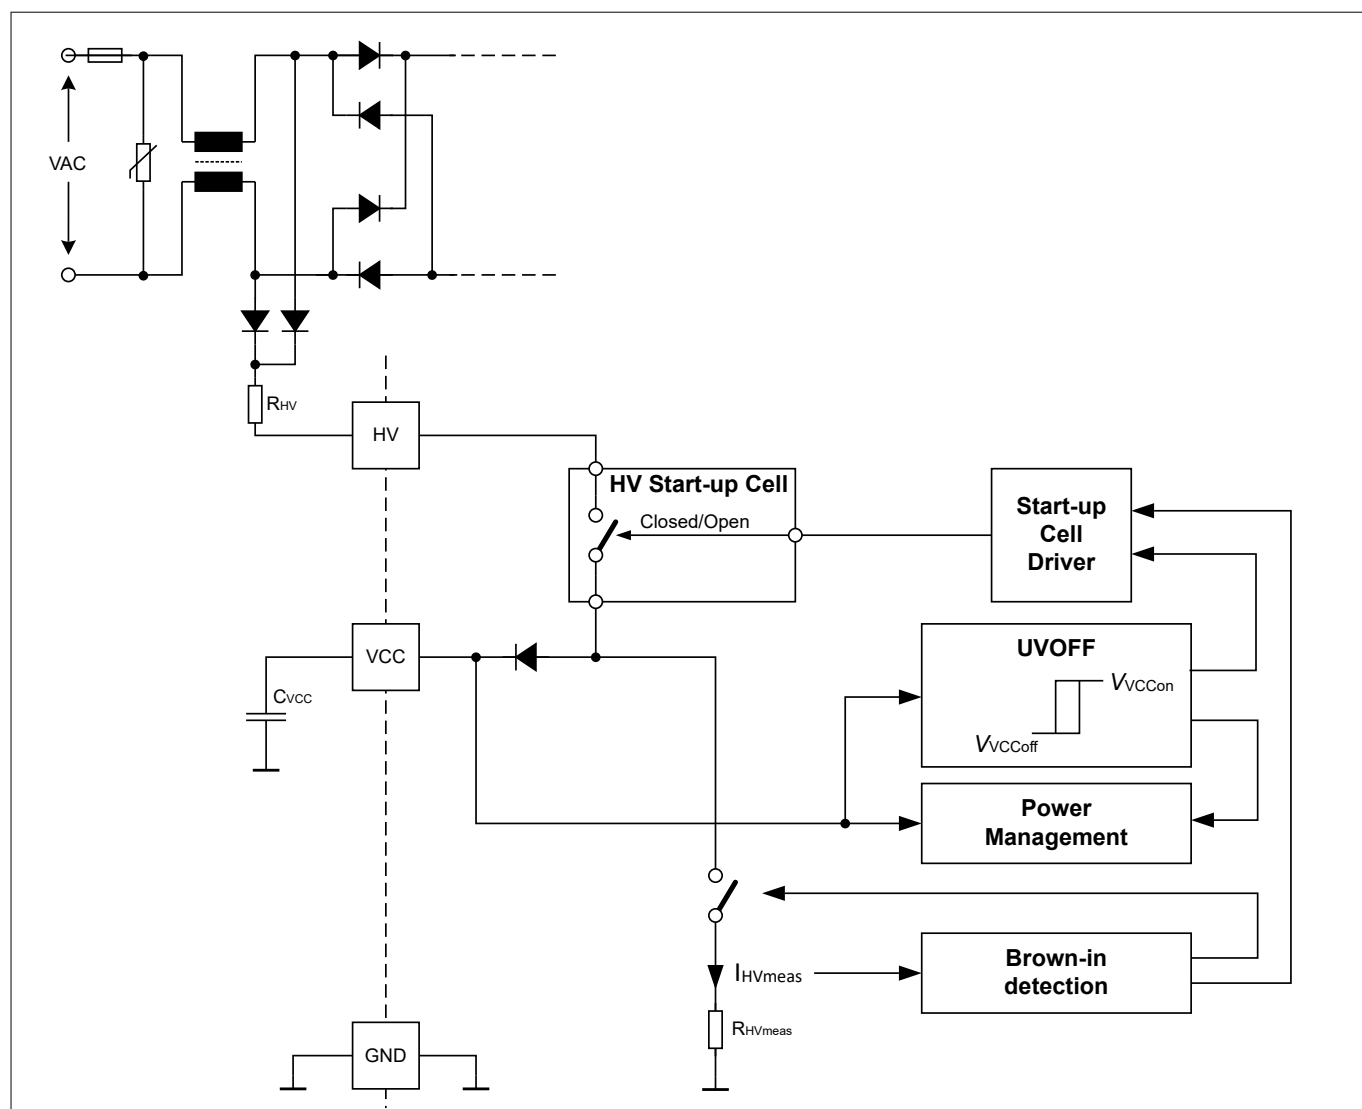 VAC
RHV
HV
HV Start-up Cell
Closed/Open
Start-up
Cell
Driver
VCC
CVCC
UVOFF
VVCCon
VVCCoff
Power
Management
IHVmeas
Brown-in
detection
RHVmeas
GND